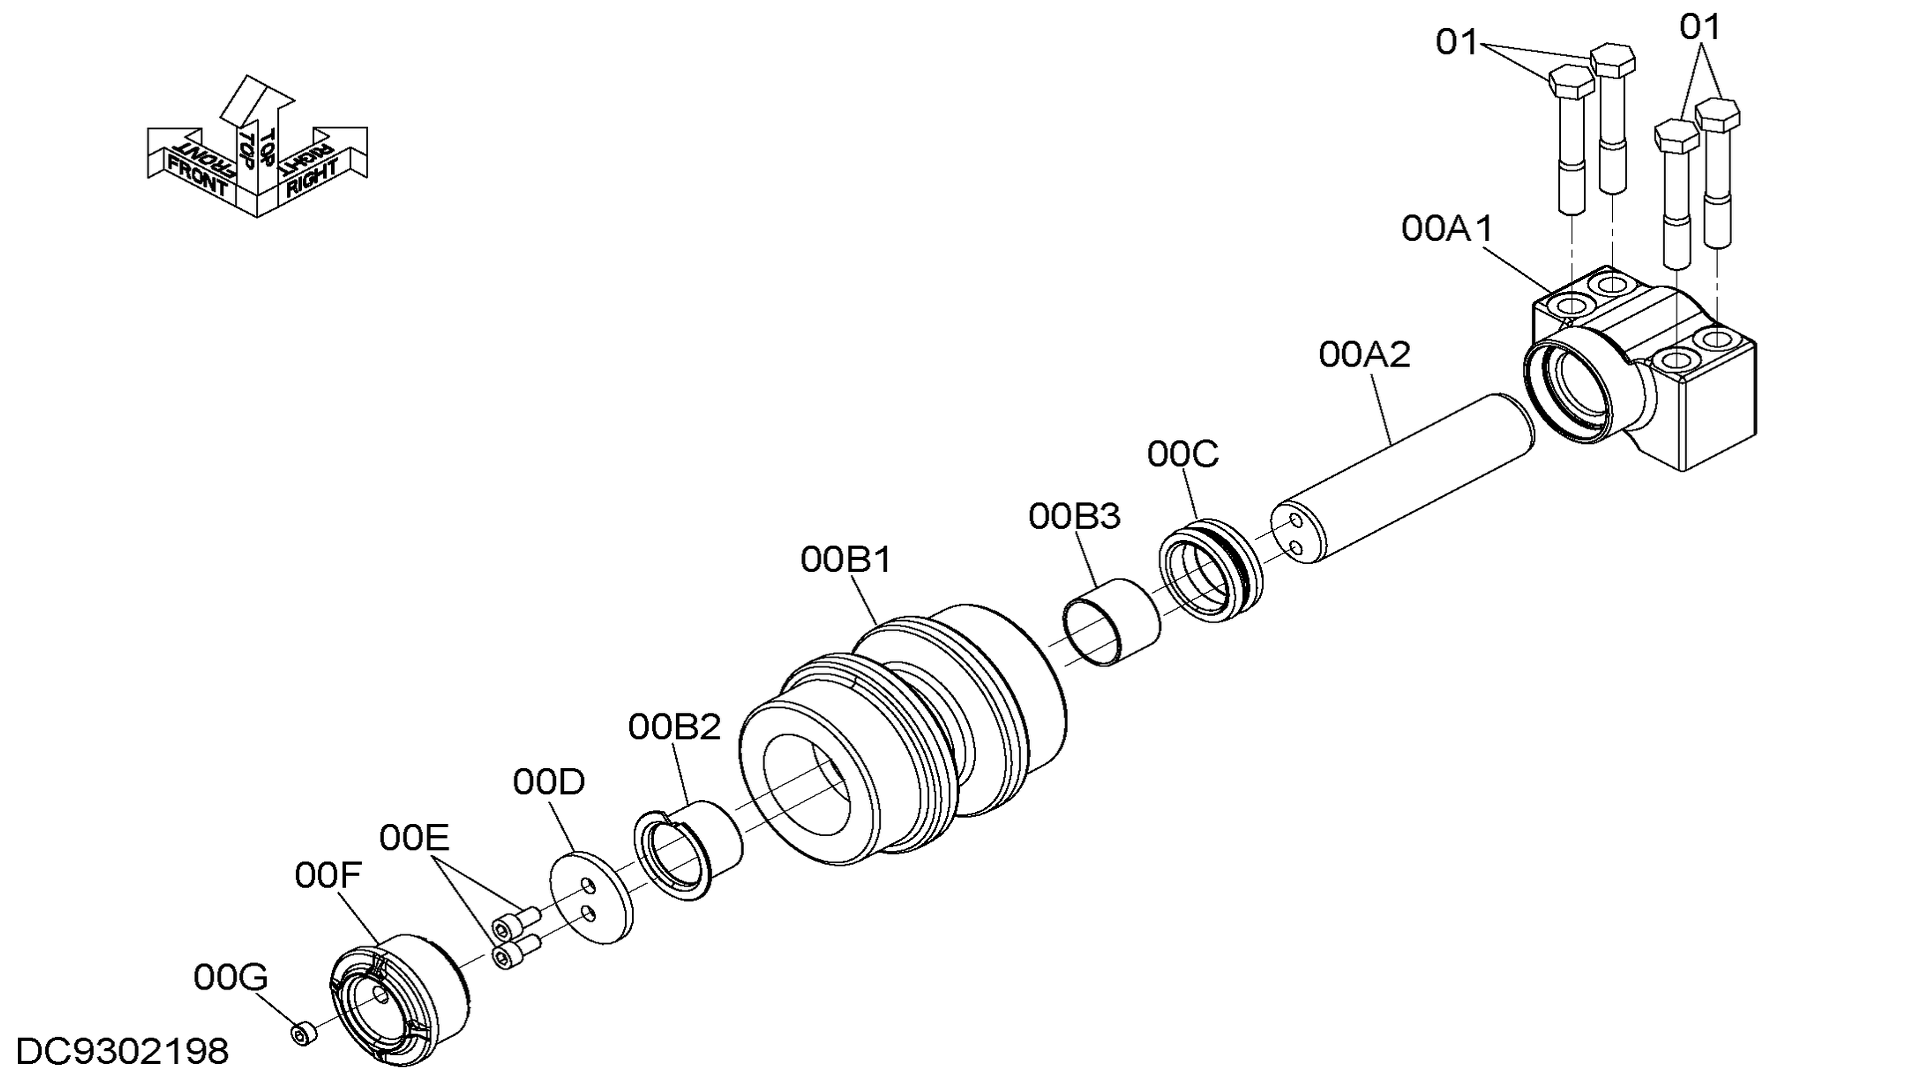 01
01
TOP
TOP
FRONT
FRONT
RIGHT
RIGHT
00A1
00A2
00C
00B3
00B1
00B2
00D
00E
00F
00G
DC9302198